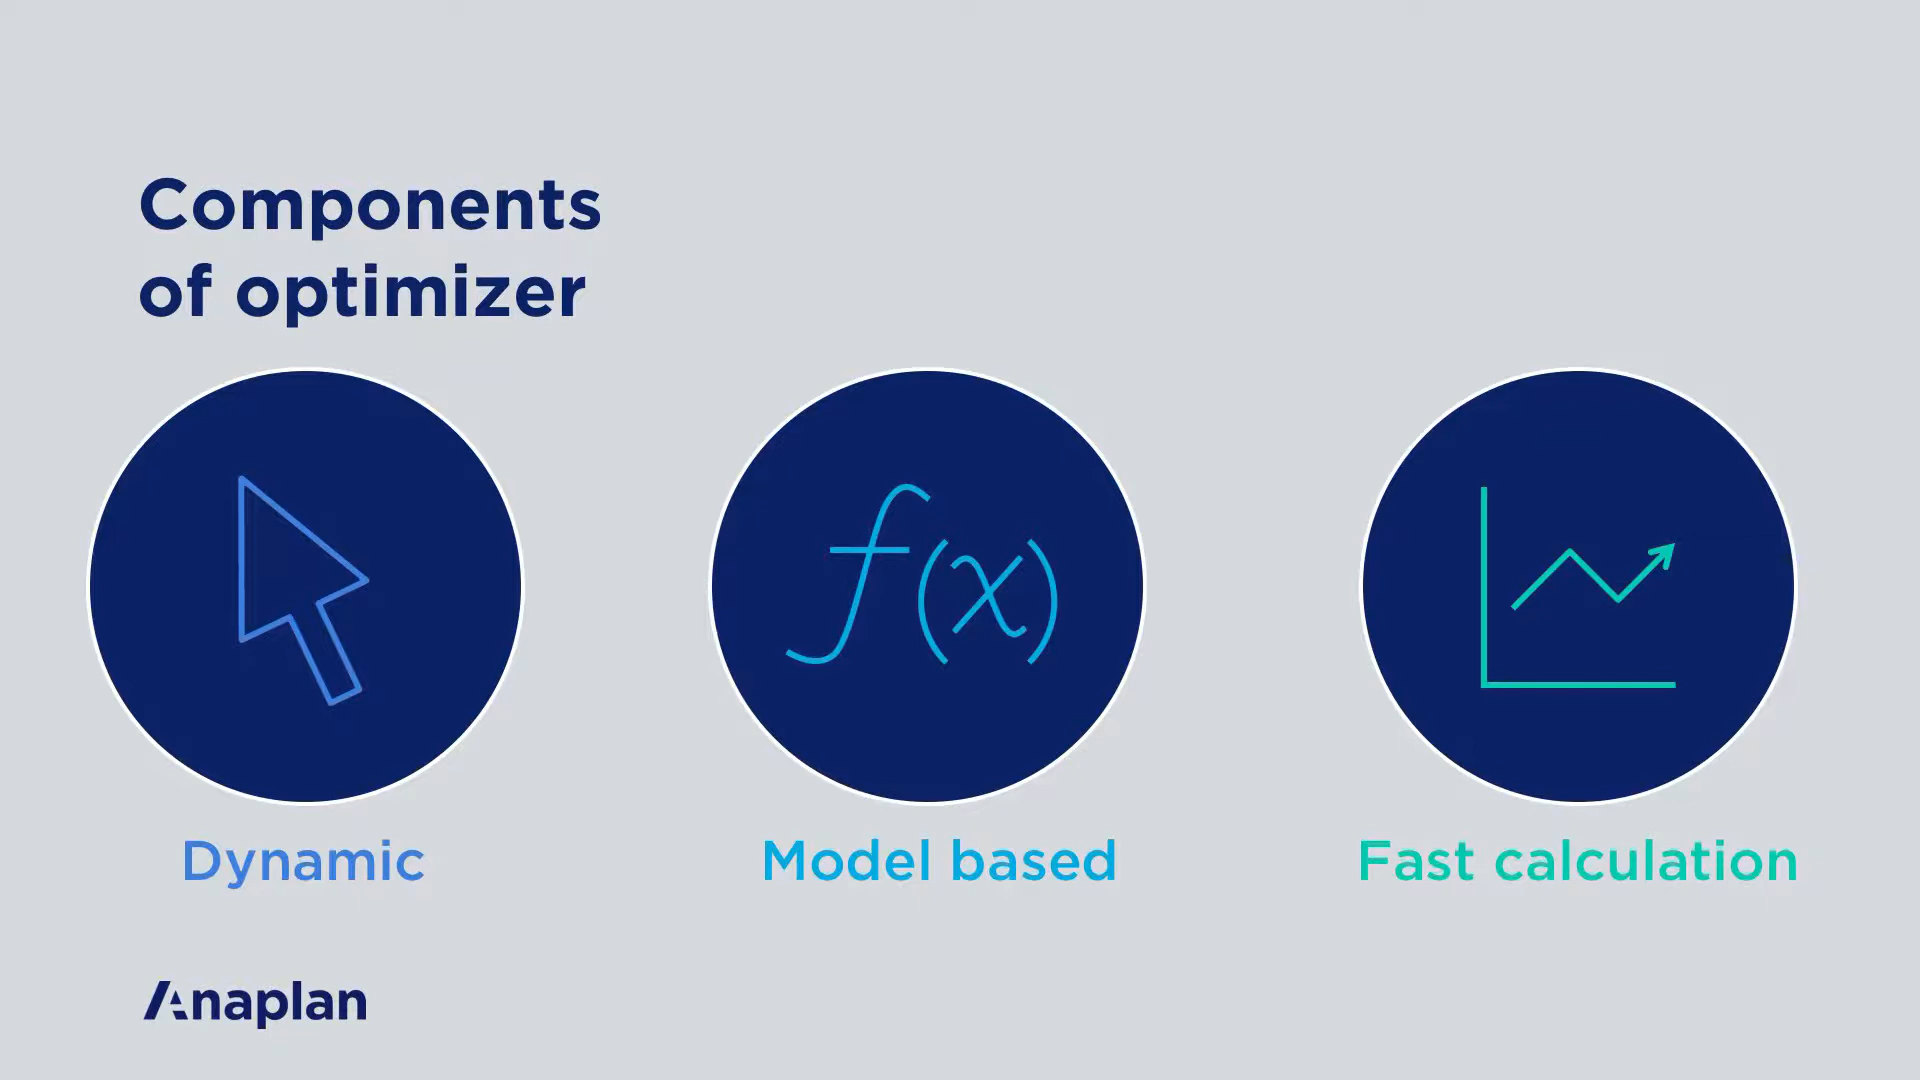 Components
of optimizer
f(x)
Dynamic
Model based
Fast calculation
Anaplan